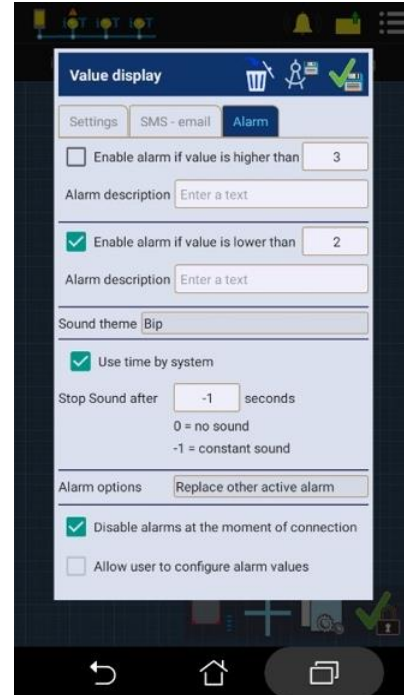 IOT IOT IOT
Value display
Settings SMS - email Alarm
Enable alarm if value is higher than 3
Alarm description Enter a text
Enable alarm if value is lower than 2
Alarm description Enter a text
Sound theme Bip
Use time by system
Stop Sound after -1 seconds
0 = no sound
-1 = constant sound
Alarm options Replace other active alarm
Disable alarms at the moment of connection
Allow user to configure alarm values